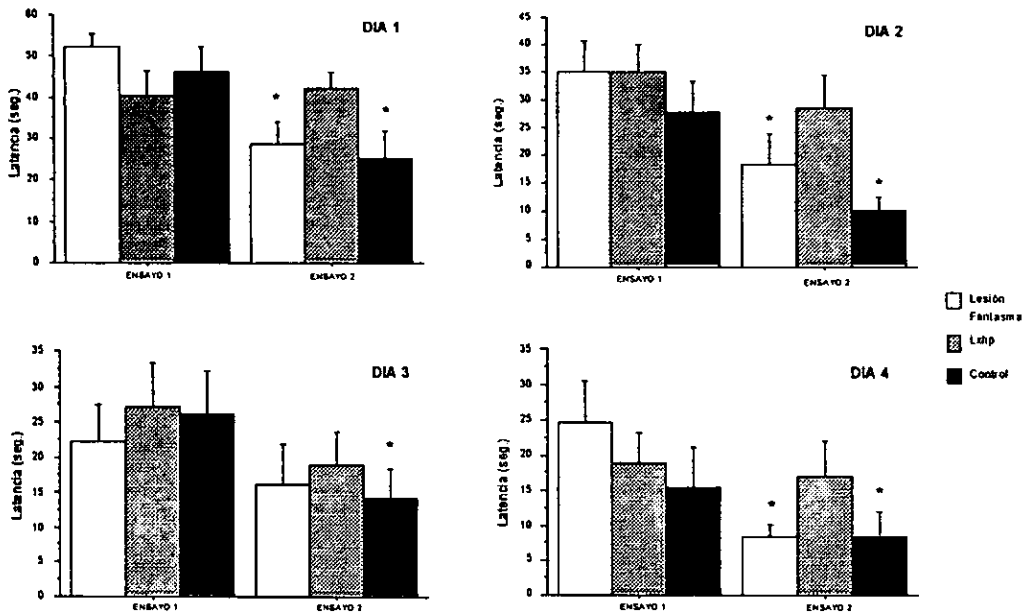 DIA 1
Latencia (seg.)
60
50
40
30
20
10
0
*
*
ENSAYO 1
ENSAYO 2
DIA 2
Latencia (seg.)
45
40
35
30
25
20
15
10
5
0
*
*
ENSAYO 1
ENSAYO 2
Lesión
Fantasma
Lxhp
Control
DIA 3
Latencia (seg.)
35
30
25
20
15
10
5
0
*
ENSAYO 1
ENSAYO 2
DIA 4
Latencia (seg.)
35
30
25
20
15
10
5
0
*
*
ENSAYO 1
ENSAYO 2